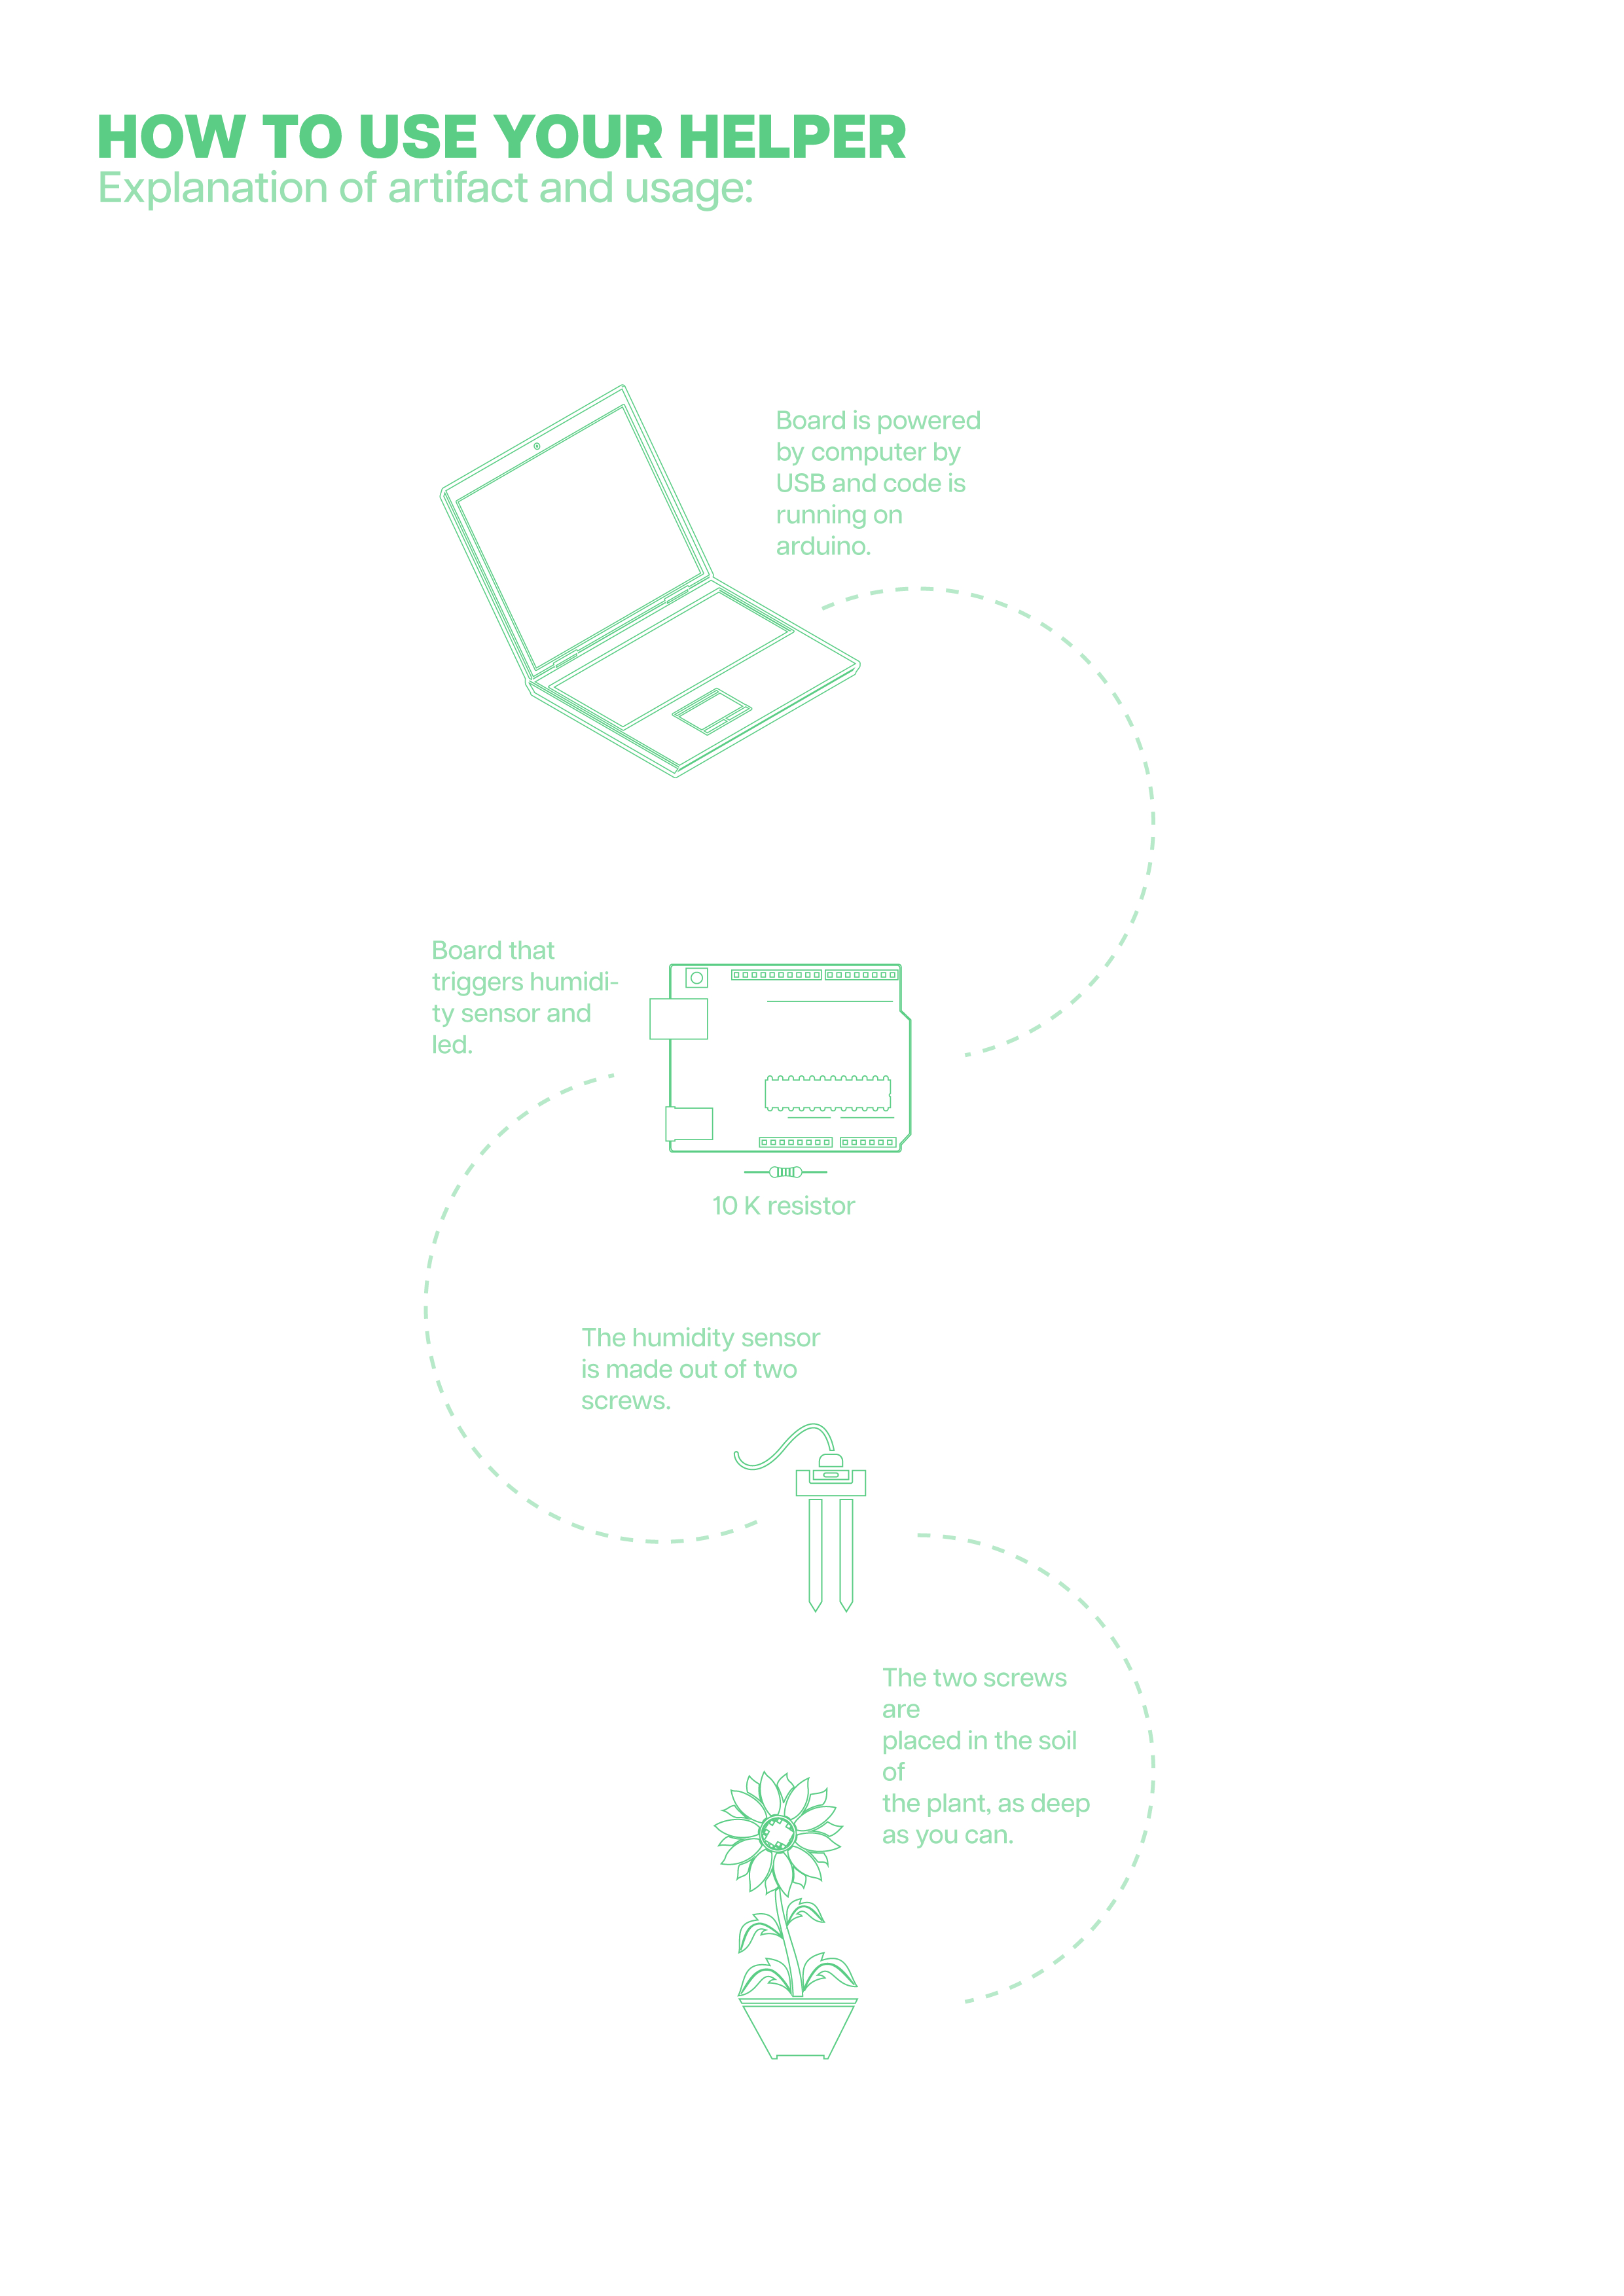 HOW TO USE YOUR HELPER
Explanation of artifact and usage:
Board is powered
by computer by
USB and code is
running on
arduino.
Board that
triggers humidi-
ty sensor and
led.
10 K resistor
The humidity sensor
is made out of two
screws.
The two screws
are
placed in the soil
of
the plant, as deep
as you can.